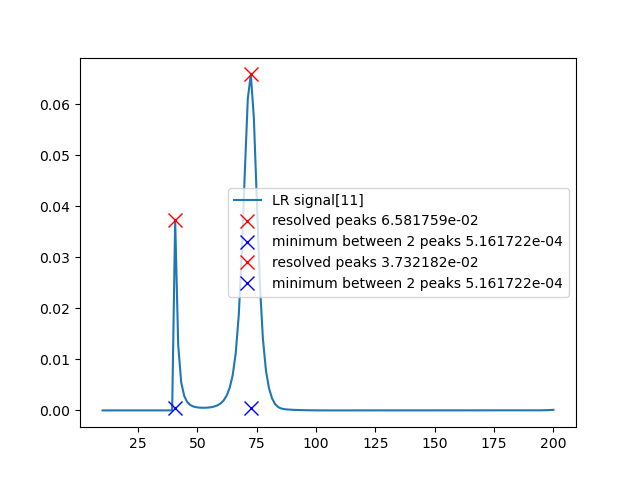 0.06
0.05
0.04
0.03
0.02
0.01
0.00
LR signal[11]
resolved peaks 6.581759e-02
minimum between 2 peaks 5.161722e-04
resolved peaks 3.732182e-02
minimum between 2 peaks 5.161722e-04
25 50 75 100 125 150 175 200